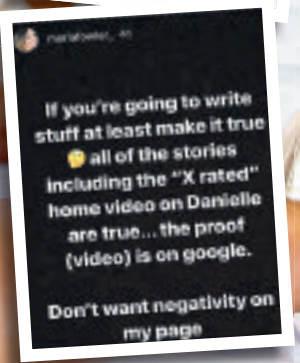 If you're going to write
stuff at least make it true
🤔 all of the stories
including the "X rated"
home video on Danielle
are true... the proof
(video) is on google.
Don't want negativity on
my page